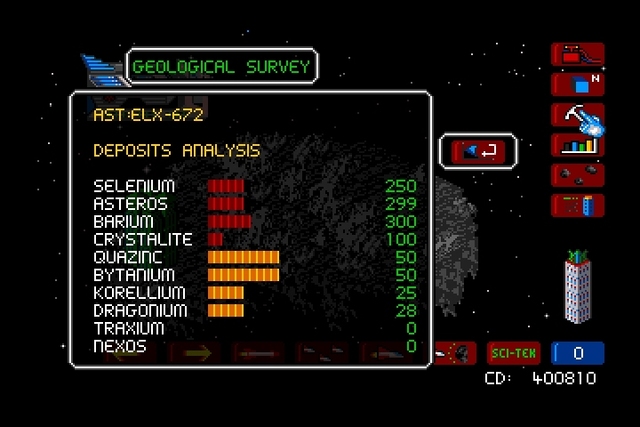 GEOLOGICAL SURVEY
N
AST:ELX-672
DEPOSITS ANALYSIS
SELENIUM 250
ASTEROS 299
BARIUM 300
CRYSTALITE 100
QUAZINC 50
BYTANIUM 50
KORELLIUM 25
DRAGONIUM 28
TRAXIUM 0
NEXOS 0
SCI-TEK 0
CD: 400810